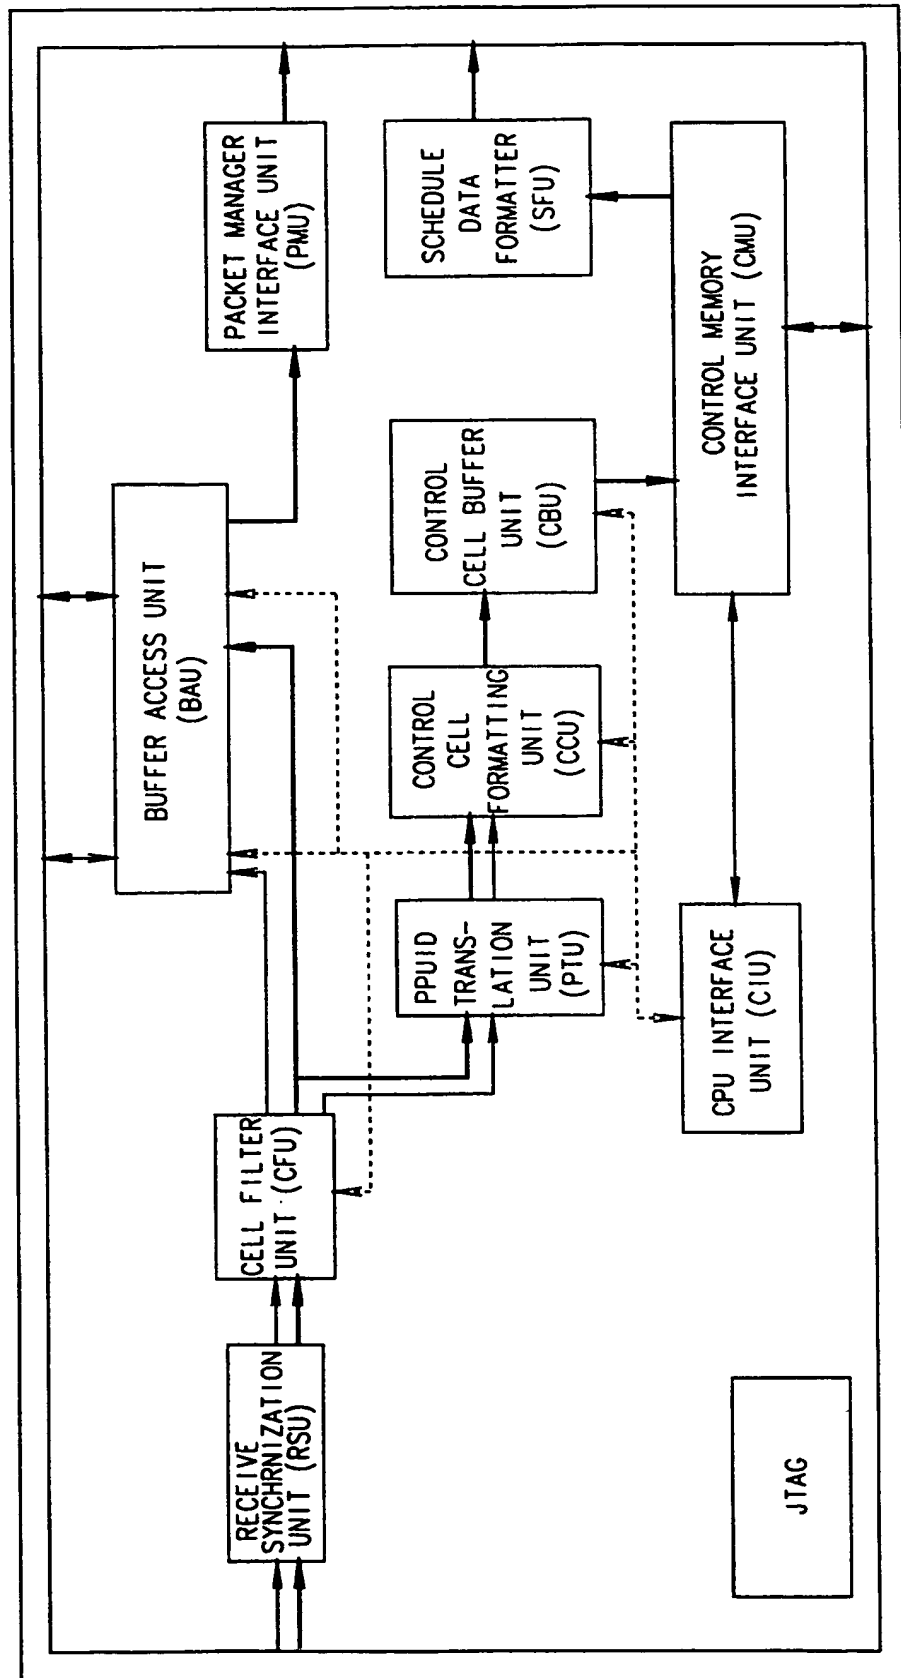 RECEIVE
SYNCHRNIZATION
UNIT (RSU)
CELL FILTER
UNIT (CFU)
BUFFER ACCESS UNIT
(BAU)
PACKET MANAGER
INTERFACE UNIT
(PMU)
PPUID
TRANS-
LATION
UNIT
(PTU)
CONTROL
CELL
FORMATTING
UNIT
(CCU)
CONTROL
CELL BUFFER
UNIT
(CBU)
SCHEDULE
DATA
FORMATTER
(SFU)
JTAG
CPU INTERFACE
UNIT (CIU)
CONTROL MEMORY
INTERFACE UNIT (CMU)